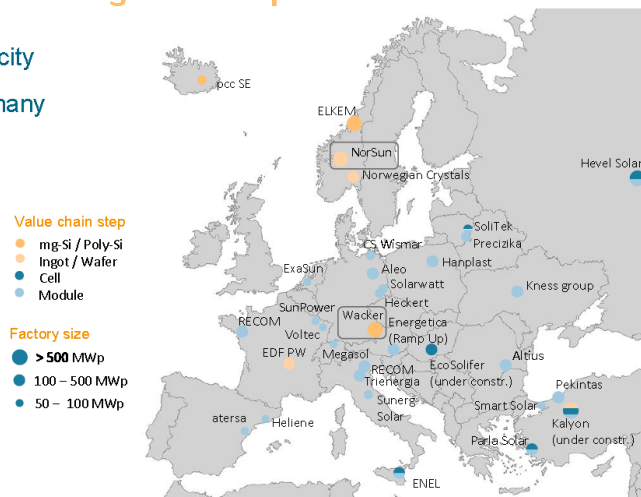 city
many
pcc SE
ELKEM
NorSun
Norwegian Crystals
Hevel Solar
SoliTek
Precizika
CS Wismar
Hanplast
Aleo
Solarwatt
Heckert
ExaSun
Kness group
SunPower
RECOM
Voltec
Wacker
Energetica
(Ramp Up)
EDF PW
Megasol
RECOM
Trienergia
EcoSolifer
(under constr.)
Altius
Sunerg
Solar
Smart Solar
Pekintas
Kalyon
(under constr.)
Parla Solar
atersa
Heliene
ENEL
Value chain step
mg-Si / Poly-Si
Ingot / Wafer
Cell
Module
Factory size
> 500 MWp
100 – 500 MWp
50 – 100 MWp